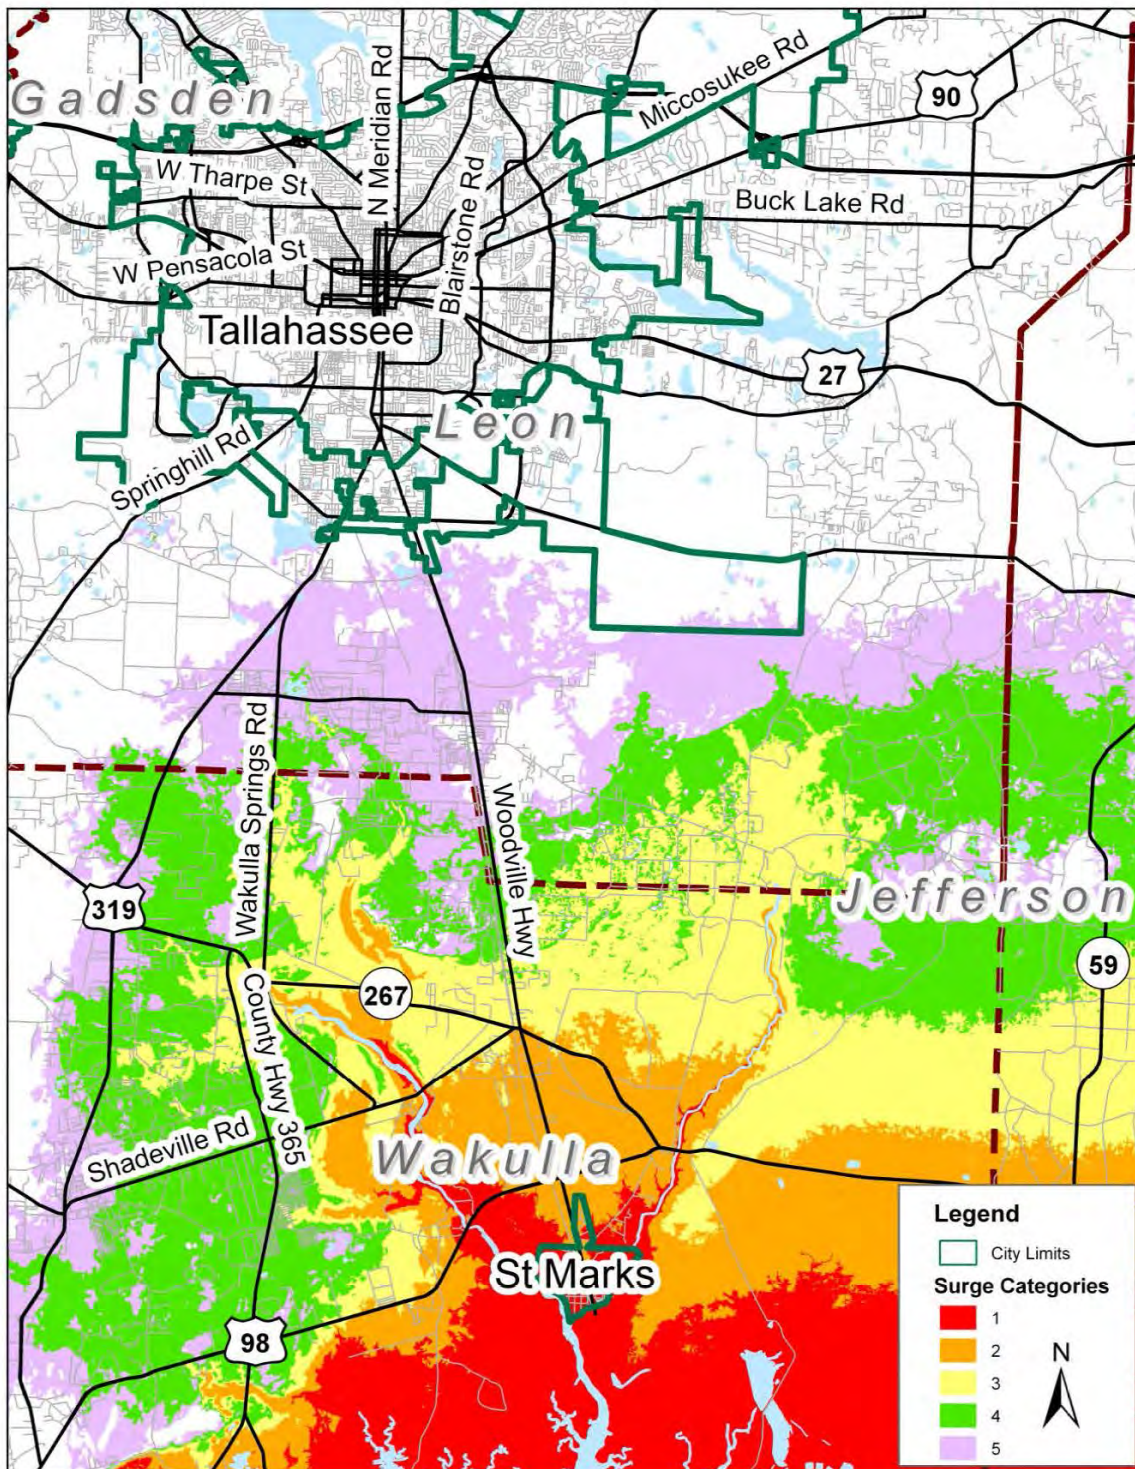 Gadsden
Miccosukee Rd
90
N Meridian Rd
W Tharpe St
Blairstone Rd
Buck Lake Rd
W Pensacola St
Tallahassee
27
Leon
Springhill Rd
Wakulla Springs Rd
Woodville Hwy
319
Jefferson
59
267
County Hwy 365
Shadeville Rd
Wakulla
St Marks
98
Legend
City Limits
Surge Categories
1
2
3
4
5
N